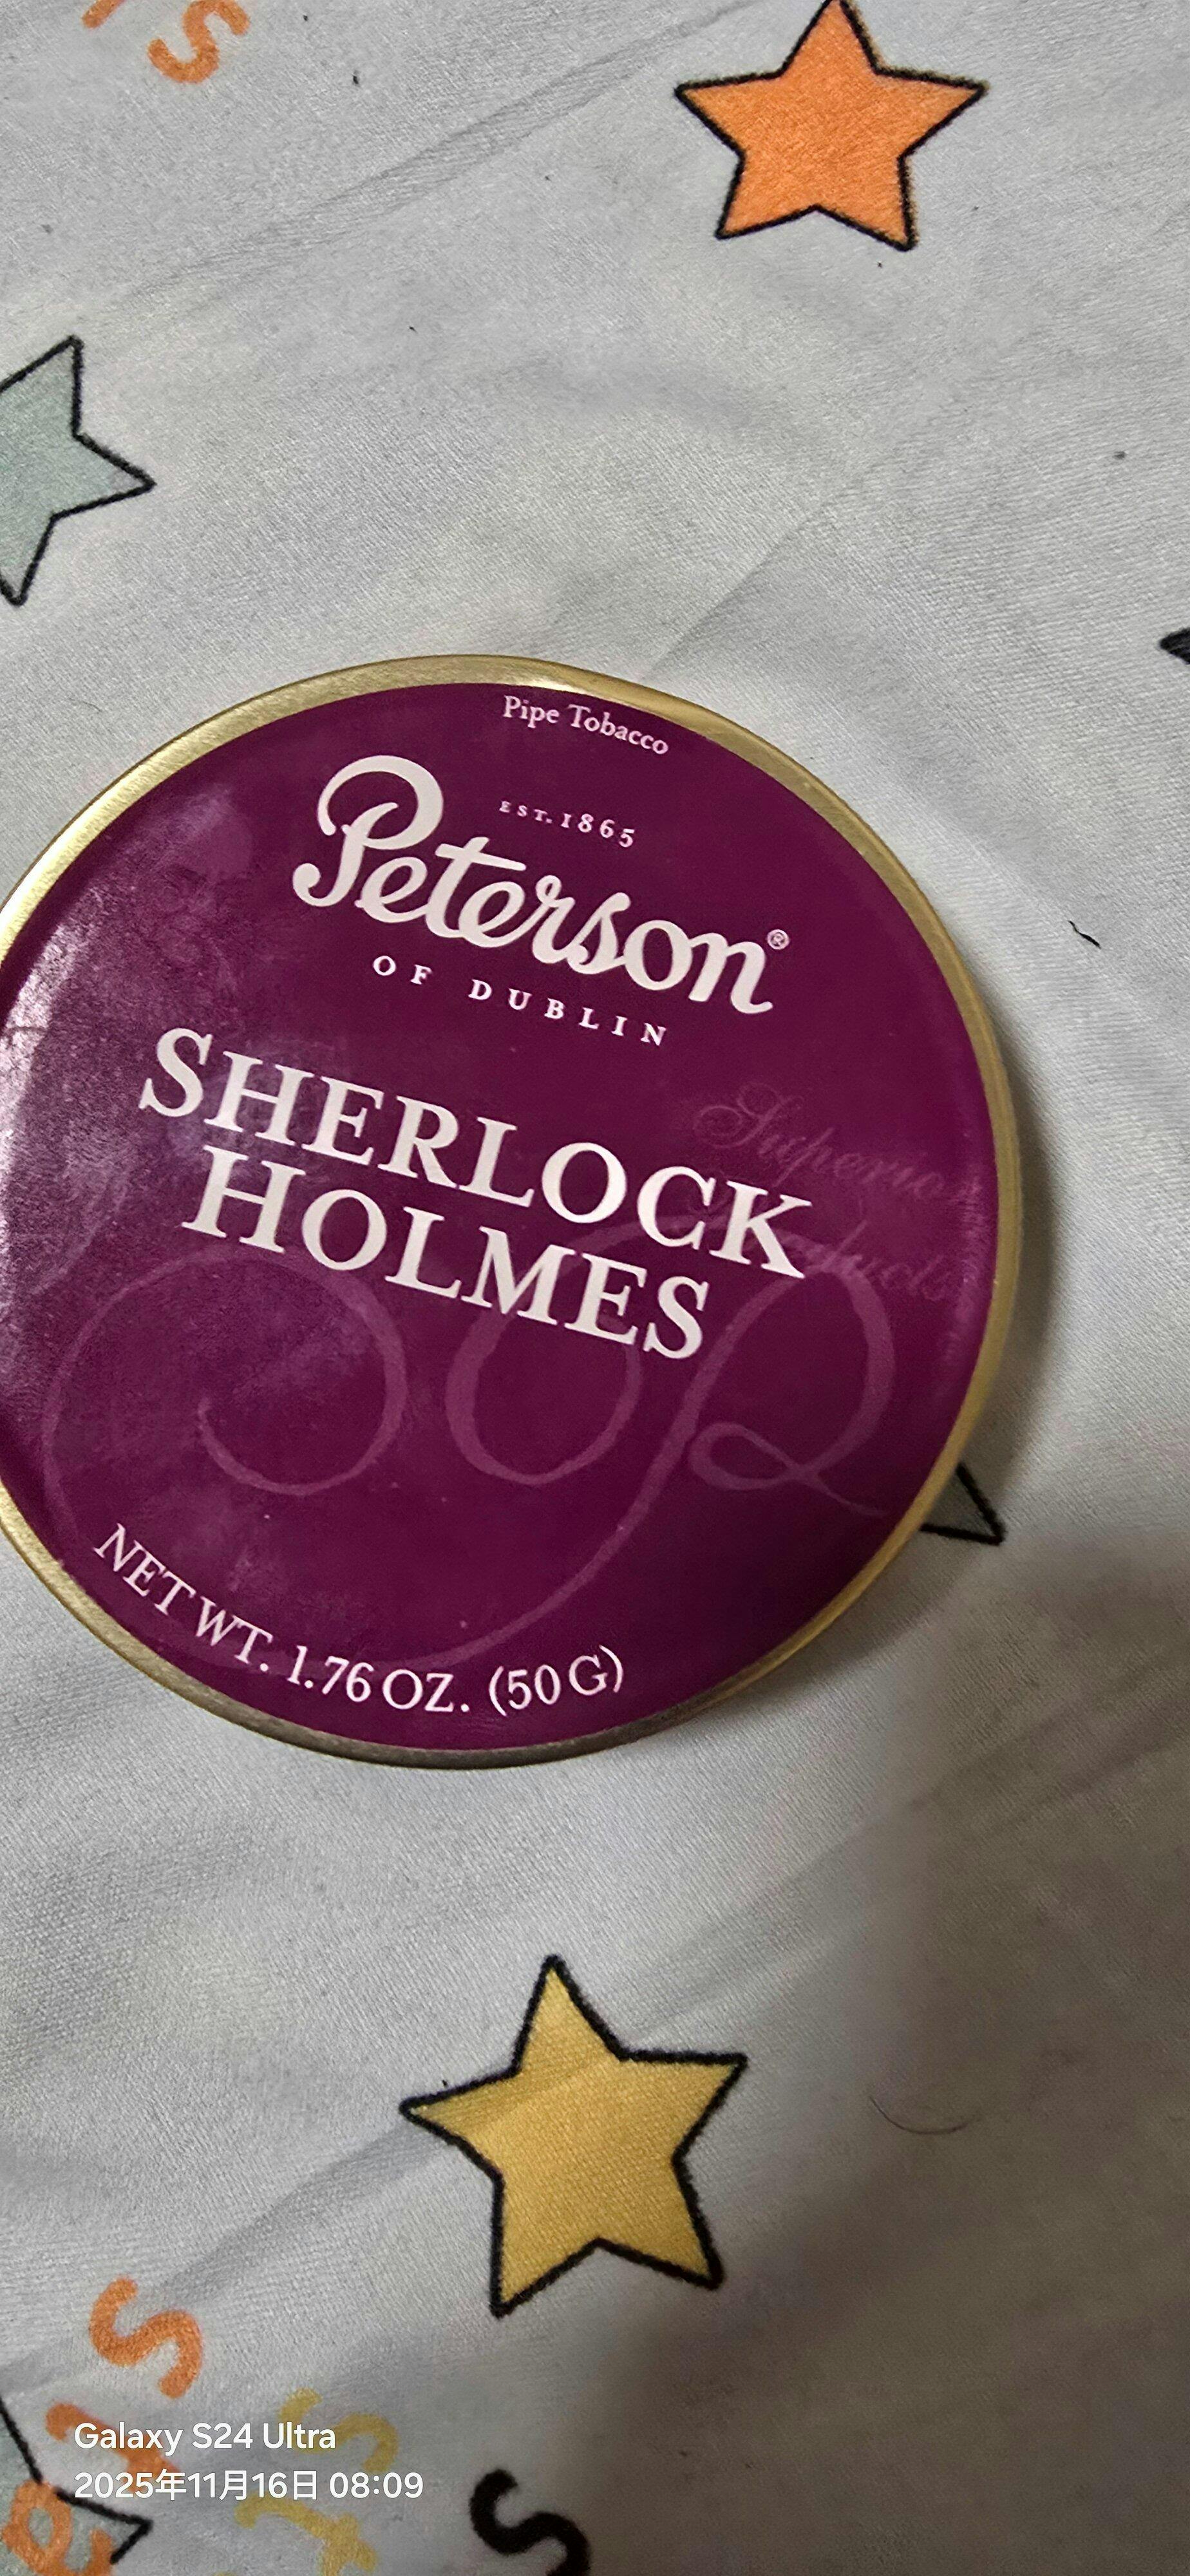 s
Pipe Tobacco
EST. 1865
Peterson®
OF DUBLIN
SHERLOCK
HOLMES
NET WT. 1.76 OZ. (50 G)
Galaxy S24 Ultra
2025年11月16日 08:09